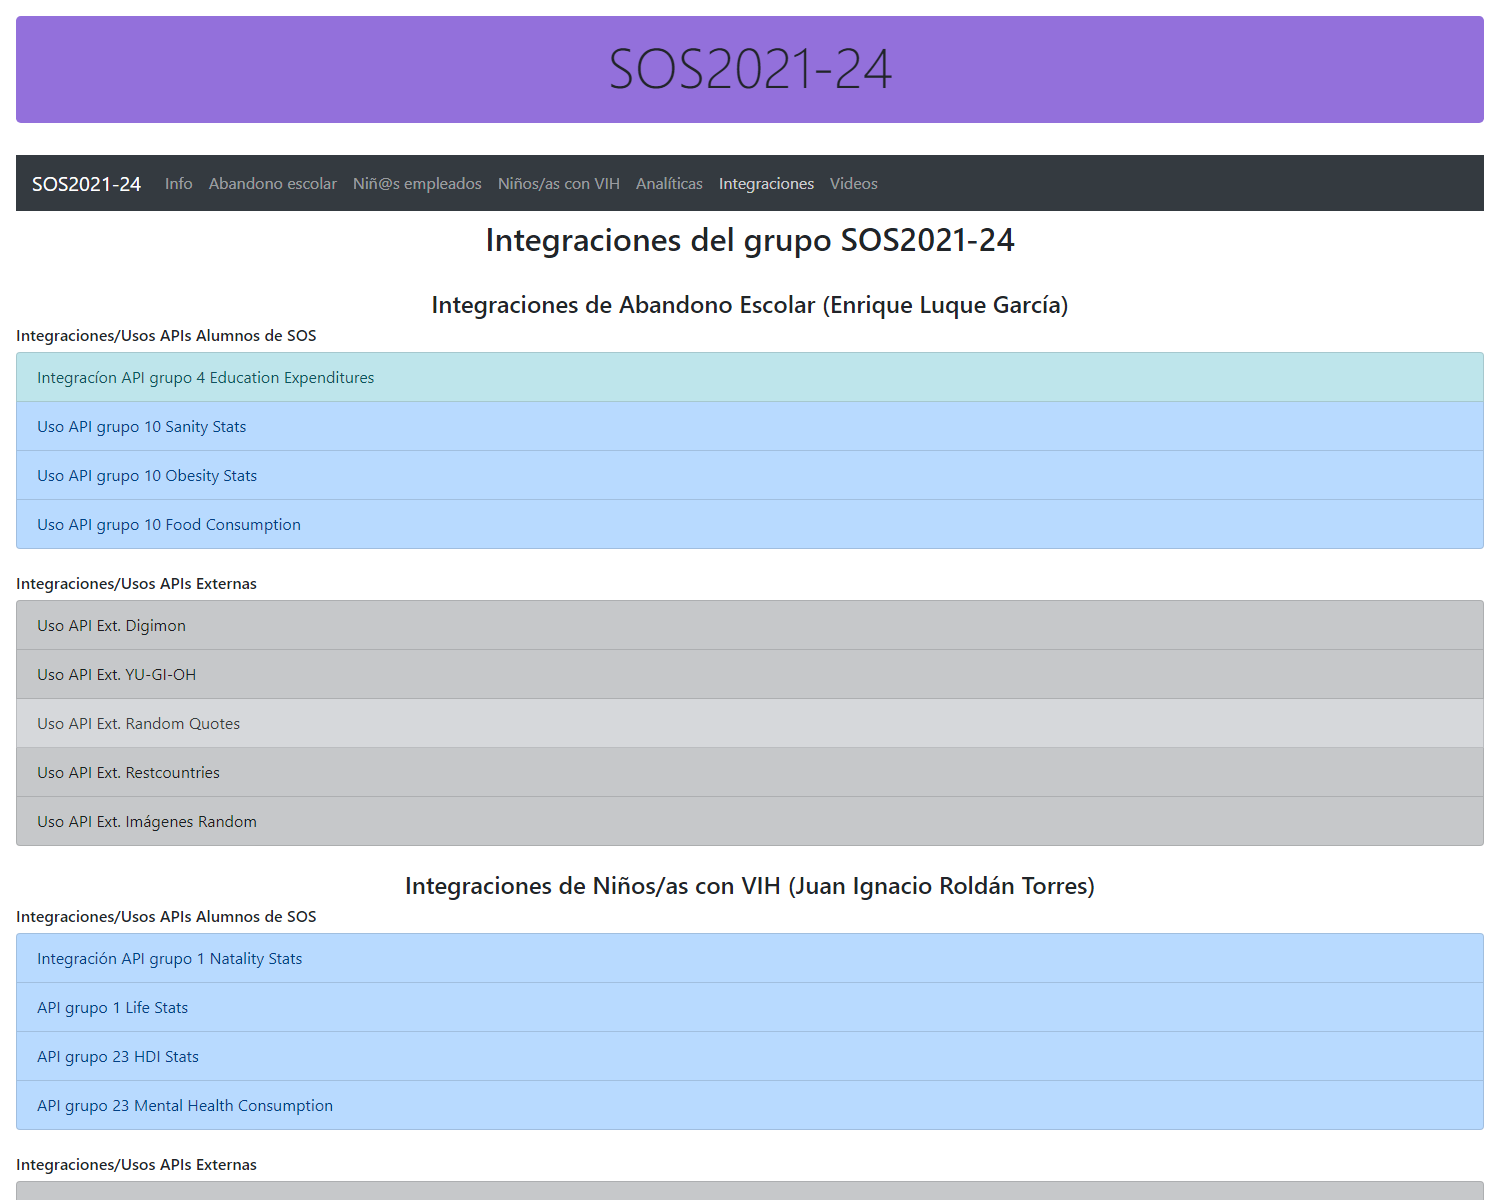 SOS2021-24
SOS2021-24 Info Abandono escolar Niñ@s empleados Niños/as con VIH Analíticas Integraciones Videos
Integraciones del grupo SOS2021-24
Integraciones de Abandono Escolar (Enrique Luque García)
Integraciones/Usos APIs Alumnos de SOS
Integracíon API grupo 4 Education Expenditures
Uso API grupo 10 Sanity Stats
Uso API grupo 10 Obesity Stats
Uso API grupo 10 Food Consumption
Integraciones/Usos APIs Externas
Uso API Ext. Digimon
Uso API Ext. YU-GI-OH
Uso API Ext. Random Quotes
Uso API Ext. Restcountries
Uso API Ext. Imágenes Random
Integraciones de Niños/as con VIH (Juan Ignacio Roldán Torres)
Integraciones/Usos APIs Alumnos de SOS
Integración API grupo 1 Natality Stats
API grupo 1 Life Stats
API grupo 23 HDI Stats
API grupo 23 Mental Health Consumption
Integraciones/Usos APIs Externas